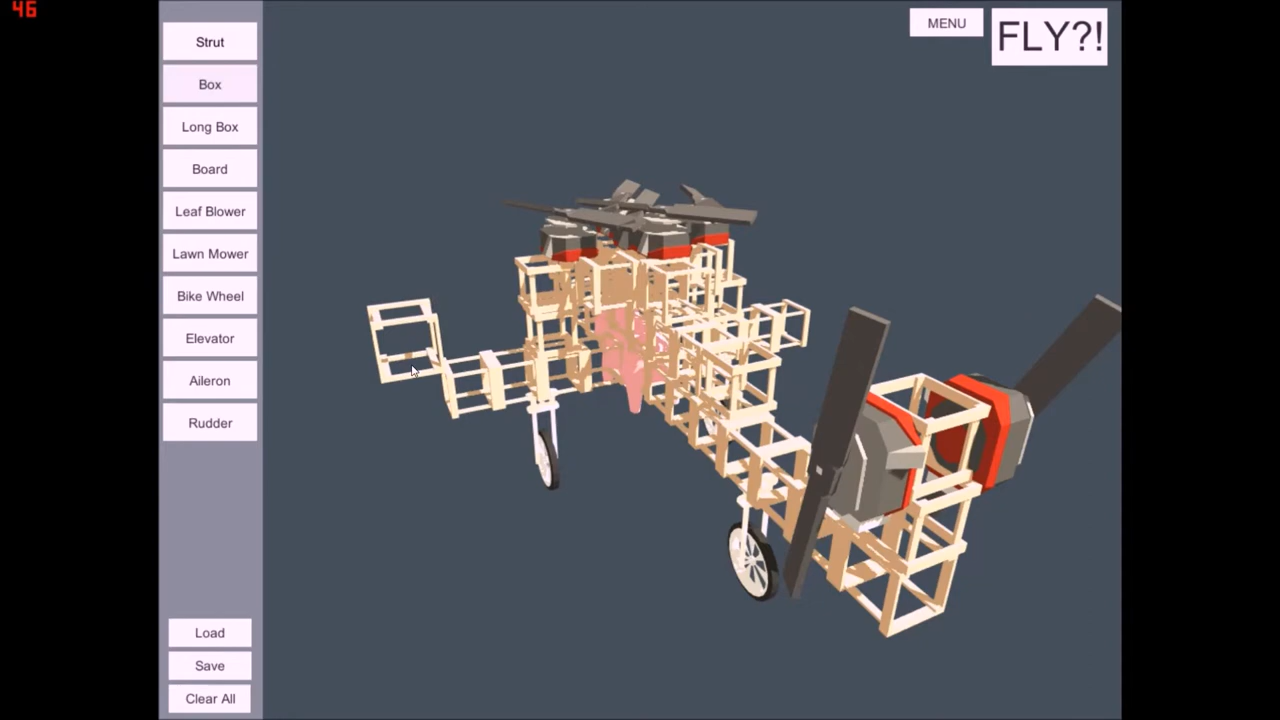 46
MENU
FLY?!
Strut
Box
Long Box
Board
Leaf Blower
Lawn Mower
Bike Wheel
Elevator
Aileron
Rudder
Load
Save
Clear All